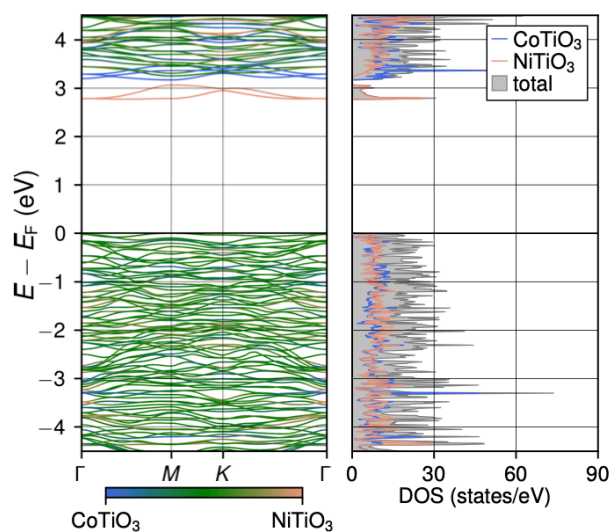 E − E_F (eV)
4
3
2
1
0
−1
−2
−3
−4
Γ M K Γ
CoTiO₃ NiTiO₃
CoTiO₃
NiTiO₃
total
0 30 60 90
DOS (states/eV)